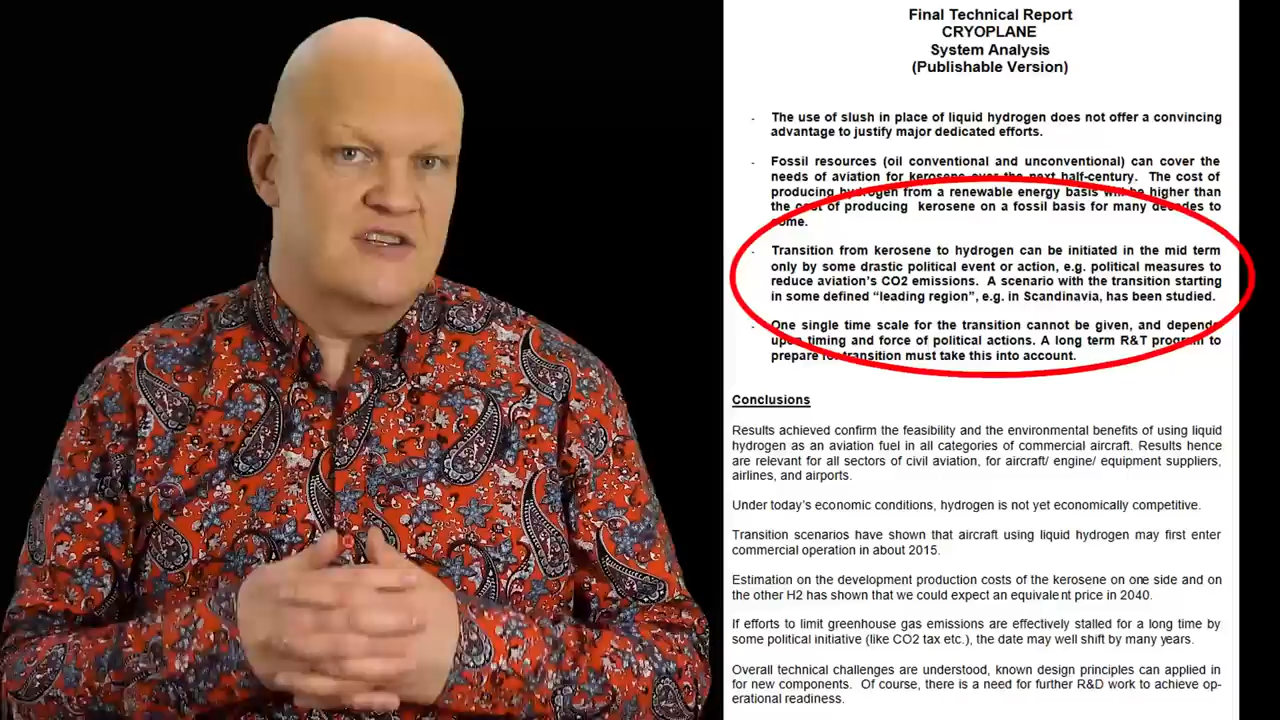 Final Technical Report
CRYOPLANE
System Analysis
(Publishable Version)
- The use of slush in place of liquid hydrogen does not offer a convincing
advantage to justify major dedicated efforts.
- Fossil resources (oil conventional and unconventional) can cover the
needs of aviation for kerosene over the next half-century. The cost of
producing hydrogen from a renewable energy basis will be higher than
the cost of producing kerosene on a fossil basis for many decades to
come.
- Transition from kerosene to hydrogen can be initiated in the mid term
only by some drastic political event or action, e.g. political measures to
reduce aviation's CO2 emissions. A scenario with the transition starting
in some defined "leading region", e.g. in Scandinavia, has been studied.
- One single time scale for the transition cannot be given, and depends
upon timing and force of political actions. A long term R&T program to
prepare for transition must take this into account.
Conclusions
Results achieved confirm the feasibility and the environmental benefits of using liquid
hydrogen as an aviation fuel in all categories of commercial aircraft. Results hence
are relevant for all sectors of civil aviation, for aircraft/ engine/ equipment suppliers,
airlines, and airports.
Under today's economic conditions, hydrogen is not yet economically competitive.
Transition scenarios have shown that aircraft using liquid hydrogen may first enter
commercial operation in about 2015.
Estimation on the development production costs of the kerosene on one side and on
the other H2 has shown that we could expect an equivalent price in 2040.
If efforts to limit greenhouse gas emissions are effectively stalled for a long time by
some political initiative (like CO2 tax etc.), the date may well shift by many years.
Overall technical challenges are understood, known design principles can applied in
for new components. Of course, there is a need for further R&D work to achieve op-
erational readiness.